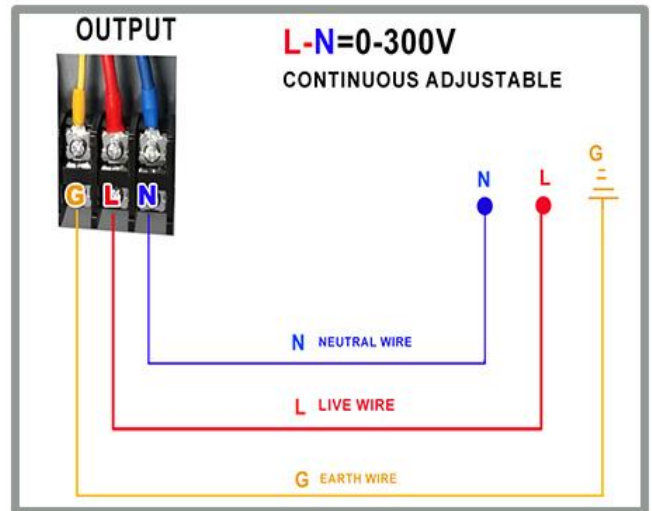 OUTPUT
L-N=0-300V
CONTINUOUS ADJUSTABLE
G L N
N L G
N NEUTRAL WIRE
L LIVE WIRE
G EARTH WIRE